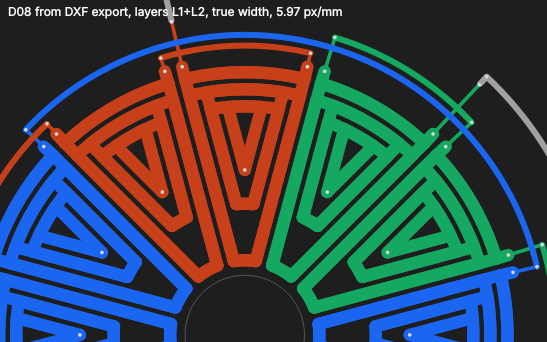 D08 from DXF export, layers L1+L2, true width, 5.97 px/mm